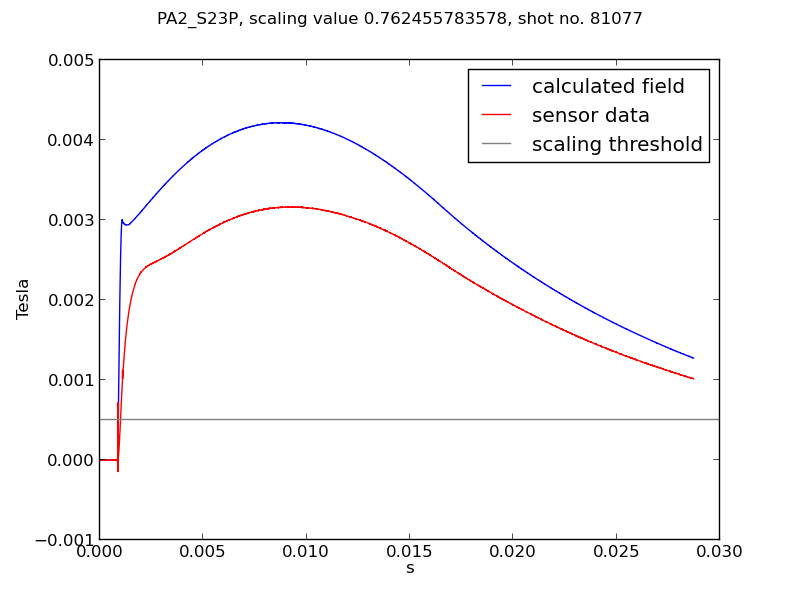 PA2_S23P, scaling value 0.762455783578, shot no. 81077
0.005
calculated field
sensor data
scaling threshold
0.004
0.003
0.002
0.001
0.000
−0.001
Tesla
0.000 0.005 0.010 0.015 0.020 0.025 0.030
s